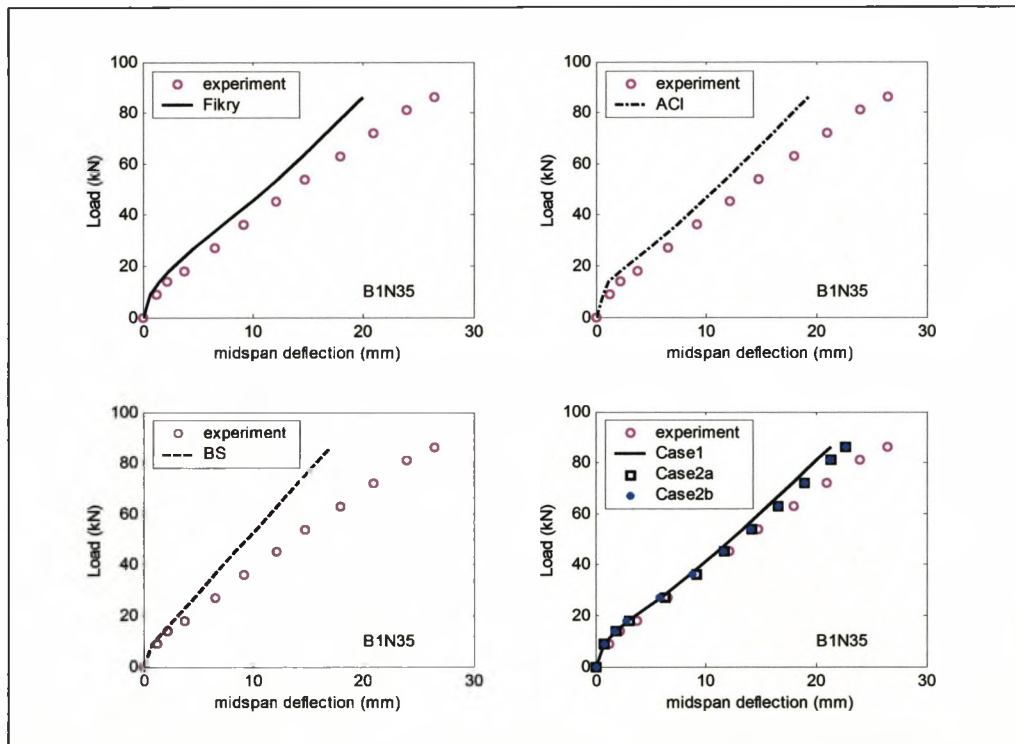 100
80
60
40
20
0
Load (kN)
experiment
Fikry
B1N35
0 10 20 30
midspan deflection (mm)
100
80
60
40
20
0
Load (kN)
experiment
ACI
B1N35
0 10 20 30
midspan deflection (mm)
100
80
60
40
20
0
Load (kN)
experiment
BS
B1N35
0 10 20 30
midspan deflection (mm)
100
80
60
40
20
0
Load (kN)
experiment
Case1
Case2a
Case2b
B1N35
0 10 20 30
midspan deflection (mm)